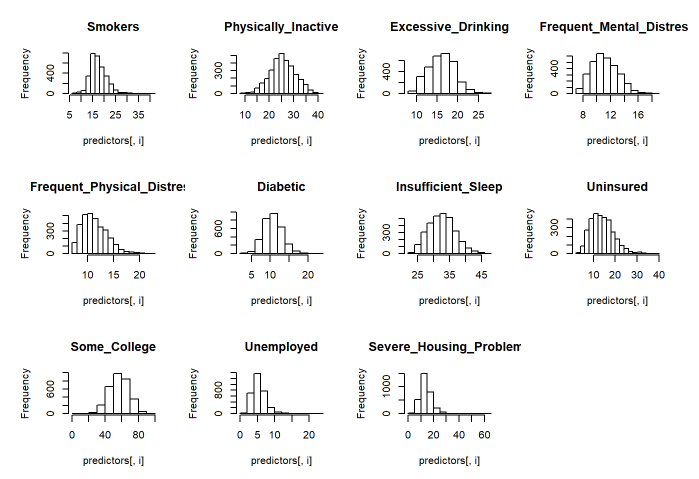 Smokers
Frequency
0 400
5 15 25 35
predictors[, i]
Physically_Inactive
Frequency
0 300
10 20 30 40
predictors[, i]
Excessive_Drinking
Frequency
0 400
10 15 20 25
predictors[, i]
Frequent_Mental_Distres
Frequency
0 400
8 12 16
predictors[, i]
Frequent_Physical_Distres
Frequency
0 300
10 15 20
predictors[, i]
Diabetic
Frequency
0 600
5 10 20
predictors[, i]
Insufficient_Sleep
Frequency
0 300
25 35 45
predictors[, i]
Uninsured
Frequency
0 300
10 20 30 40
predictors[, i]
Some_College
Frequency
0 600
0 40 80
predictors[, i]
Unemployed
Frequency
0 800
0 5 10 20
predictors[, i]
Severe_Housing_Problem
Frequency
0 1000
0 20 40 60
predictors[, i]